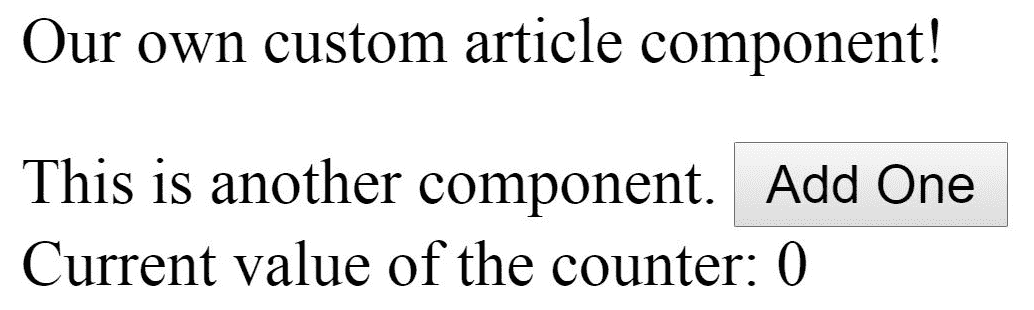 Our own custom article component!
This is another component. Add One
Current value of the counter: 0